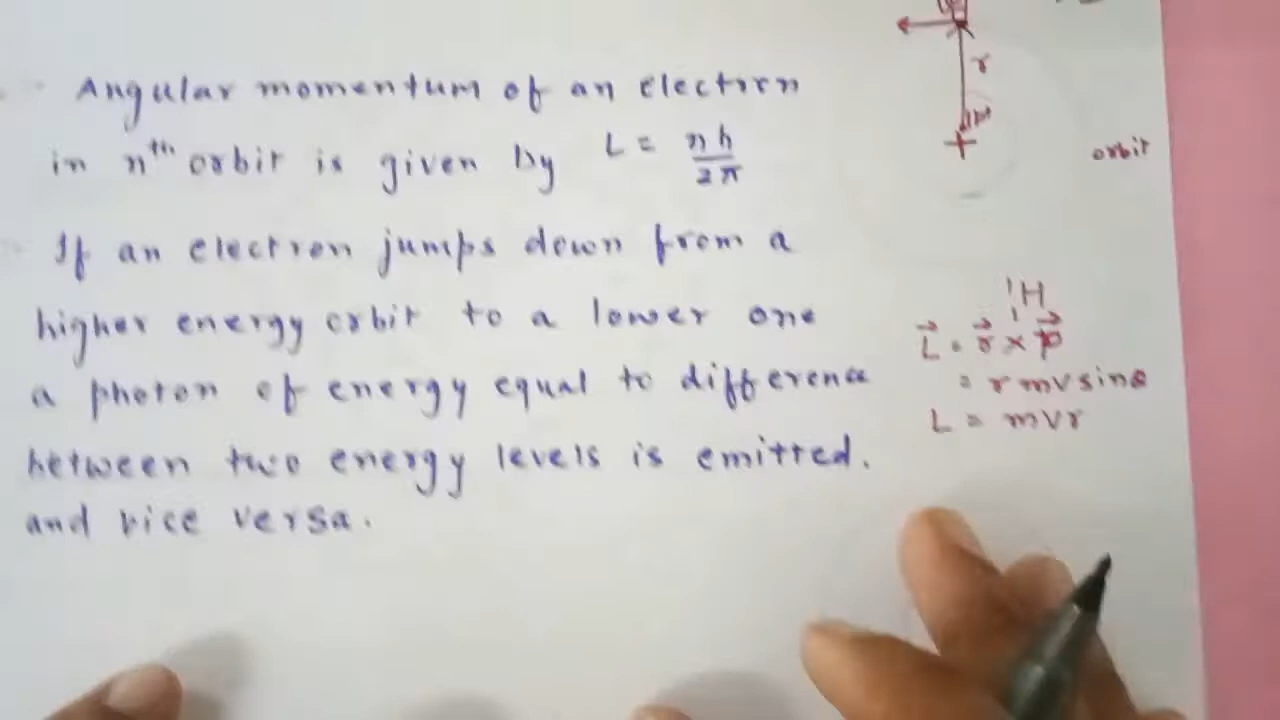 Angular momentum of an electron
in nth orbit is given by L = nh/2π
If an electron jumps down from a
higher energy orbit to a lower one
a photon of energy equal to difference
between two energy levels is emitted.
and vice versa.
r
+
orbit
¹H
L⃗ = r⃗ × p⃗
= r mv sinθ
L = mvr